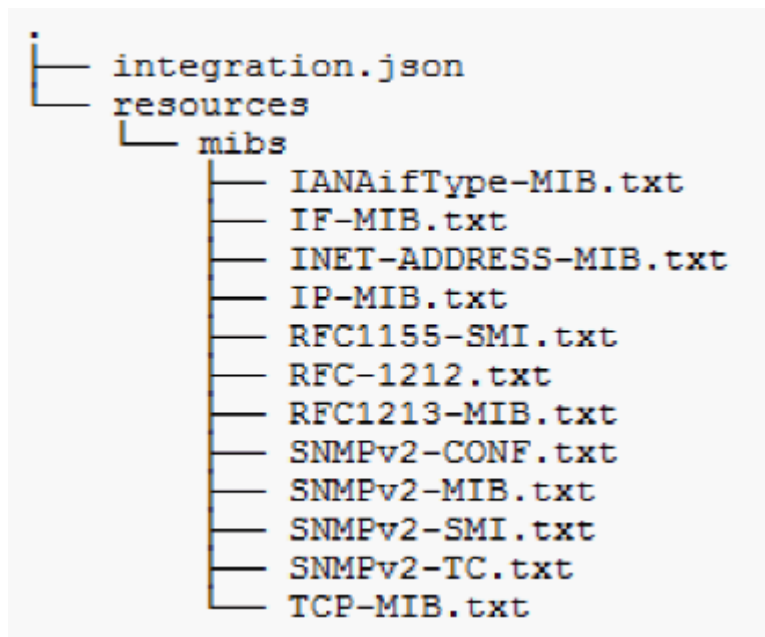 .
├── integration.json
└── resources
    └── mibs
        ├── IANAifType-MIB.txt
        ├── IF-MIB.txt
        ├── INET-ADDRESS-MIB.txt
        ├── IP-MIB.txt
        ├── RFC1155-SMI.txt
        ├── RFC-1212.txt
        ├── RFC1213-MIB.txt
        ├── SNMPv2-CONF.txt
        ├── SNMPv2-MIB.txt
        ├── SNMPv2-SMI.txt
        ├── SNMPv2-TC.txt
        └── TCP-MIB.txt